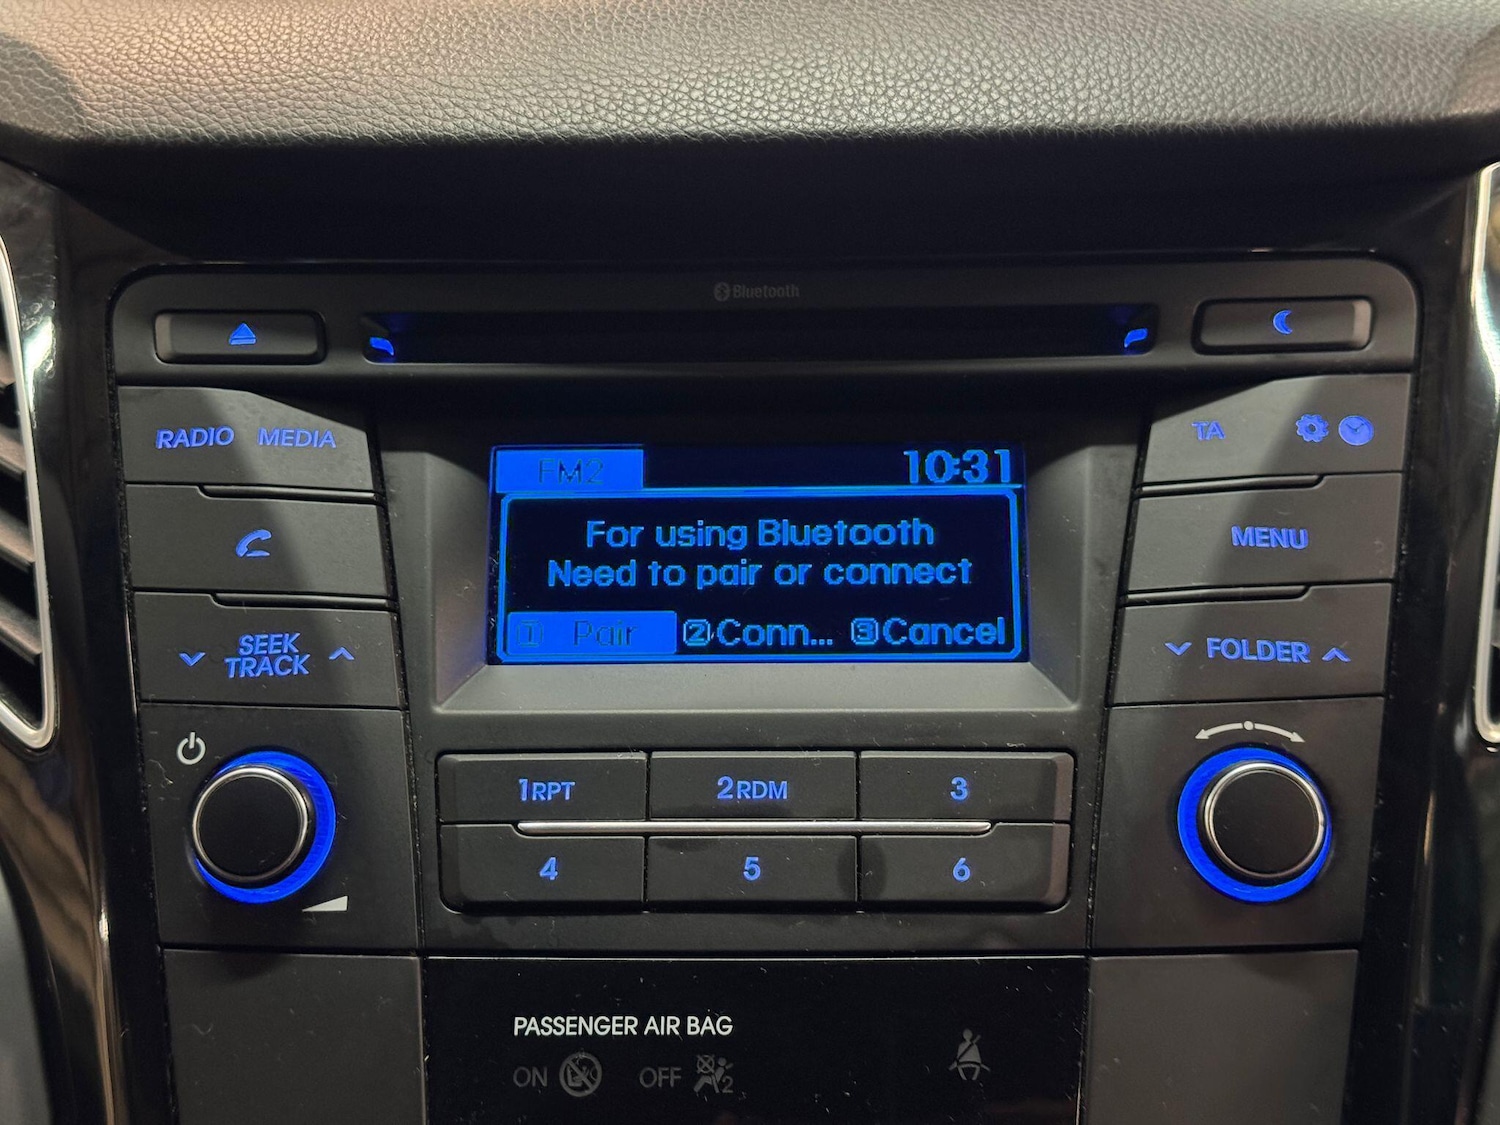 Bluetooth
RADIO MEDIA
TA
FM2 10:31
For using Bluetooth
Need to pair or connect
1 Pair 2 Conn... 3 Cancel
MENU
SEEK
TRACK
FOLDER
1RPT 2RDM 3
4 5 6
PASSENGER AIR BAG
ON OFF 2